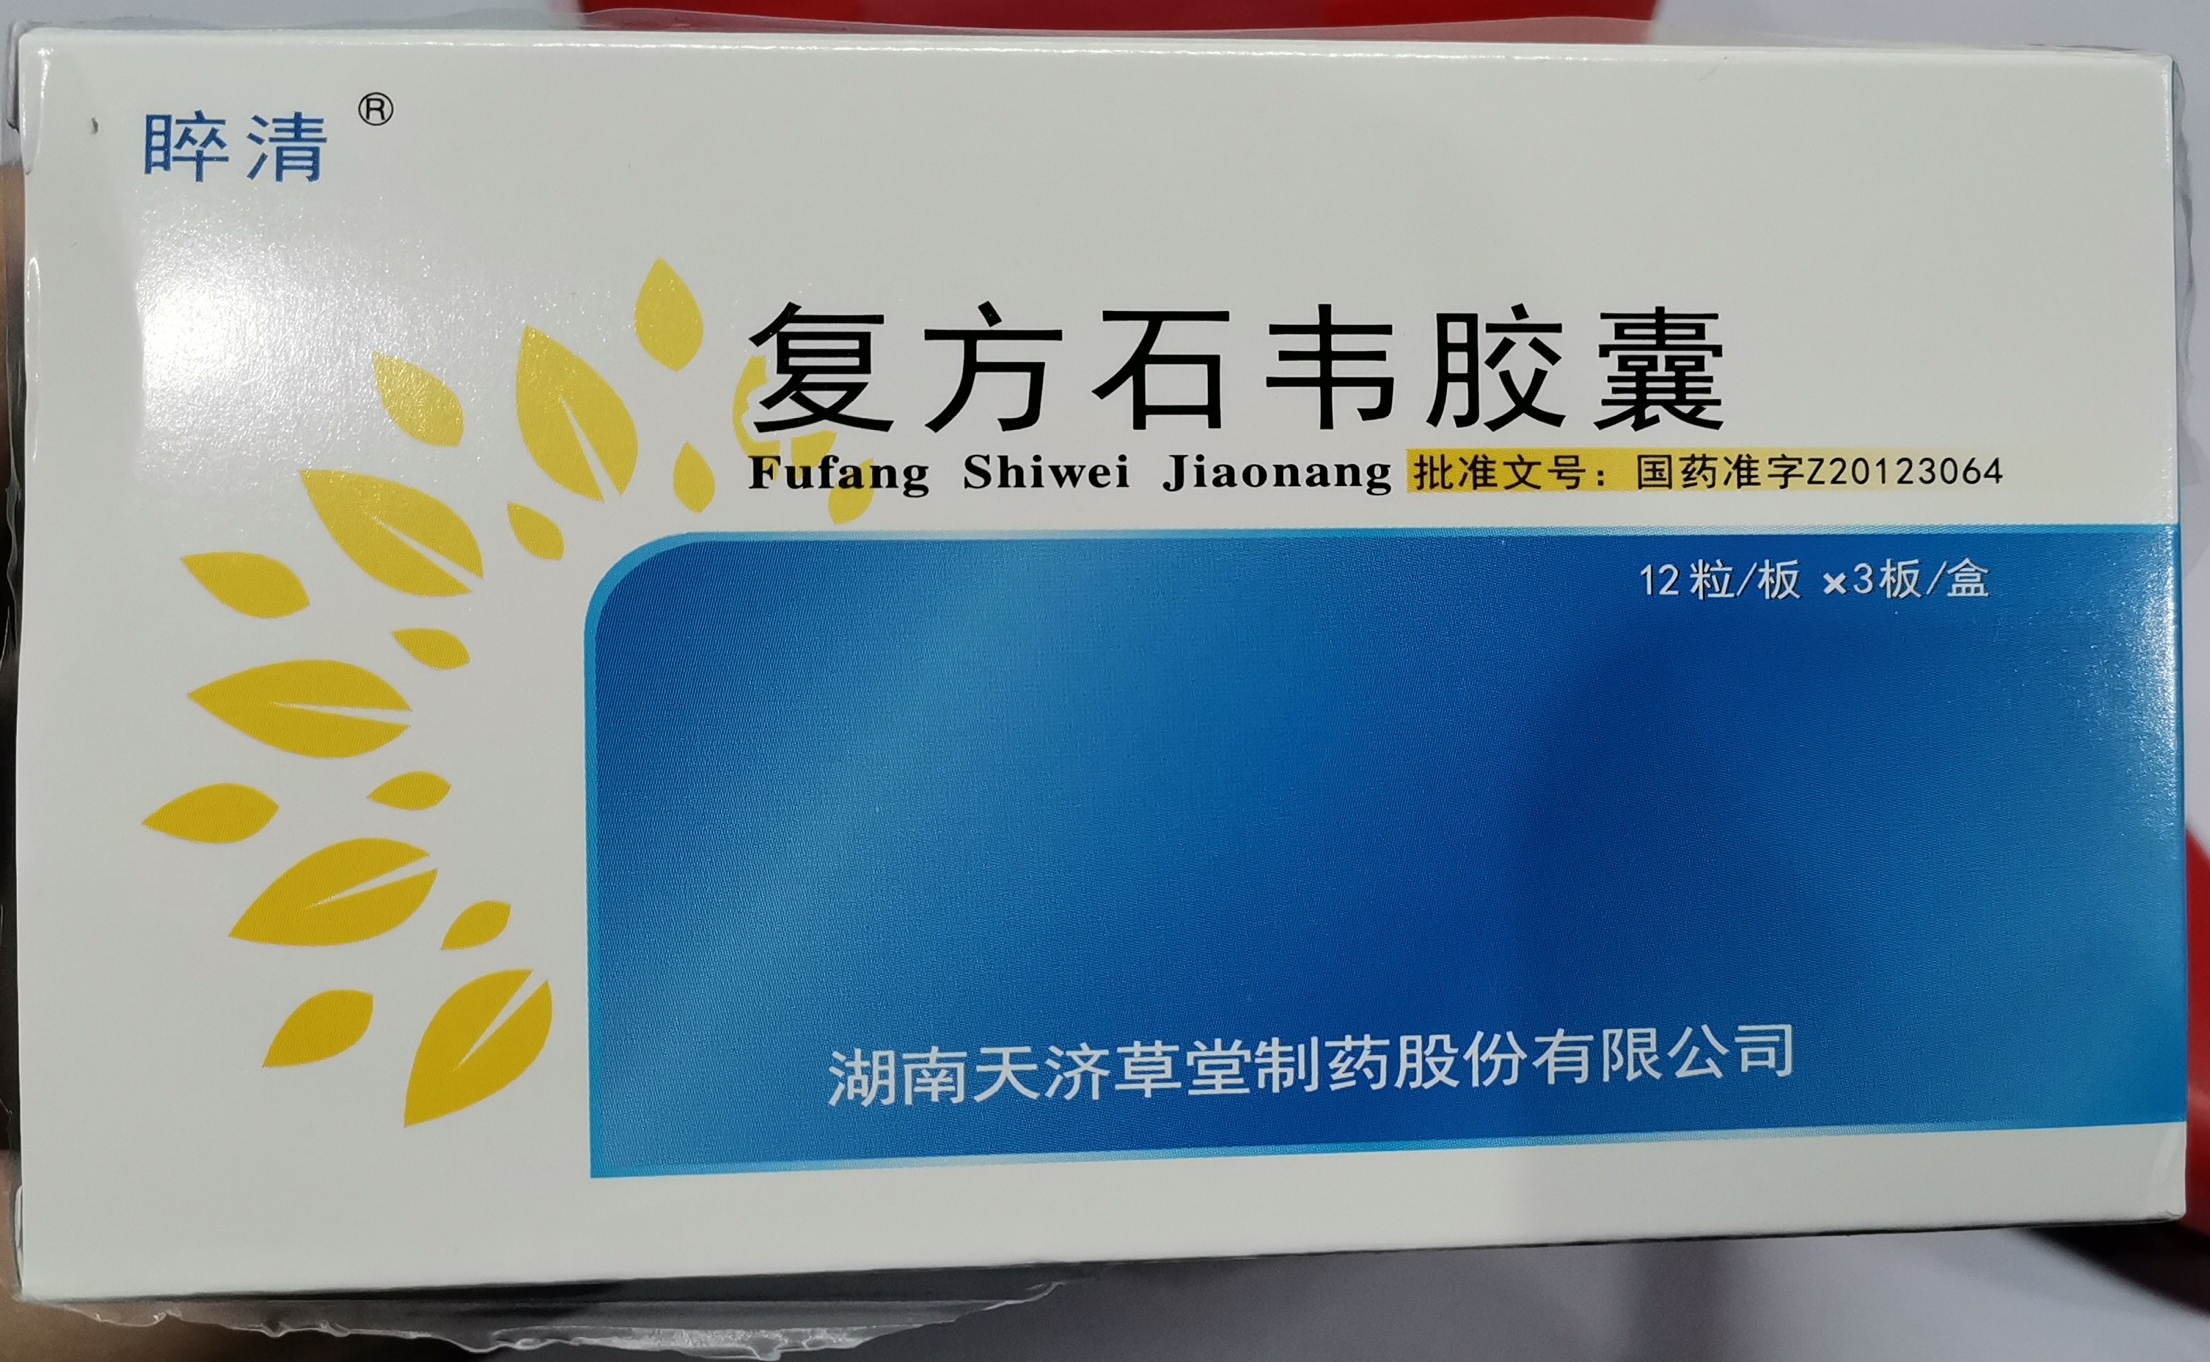 睟清®
复方石韦胶囊
Fufang Shiwei Jiaonang 批准文号：国药准字Z20123064
12粒/板 ×3板/盒
湖南天济草堂制药股份有限公司